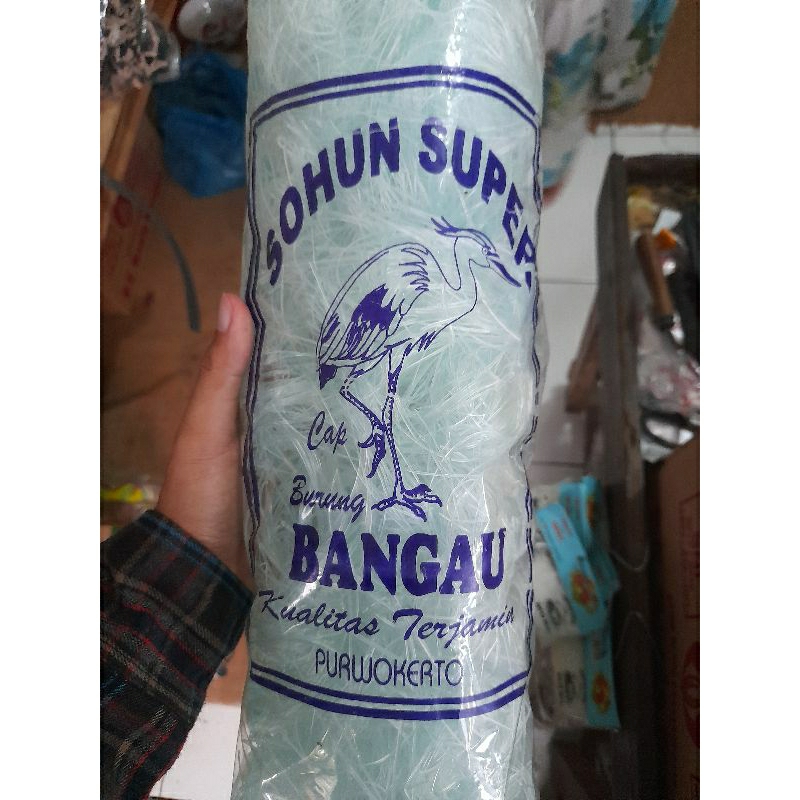 SOHUN SUPER
Cap
Burung
BANGAU
Kualitas Terjamin
PURWOKERTO